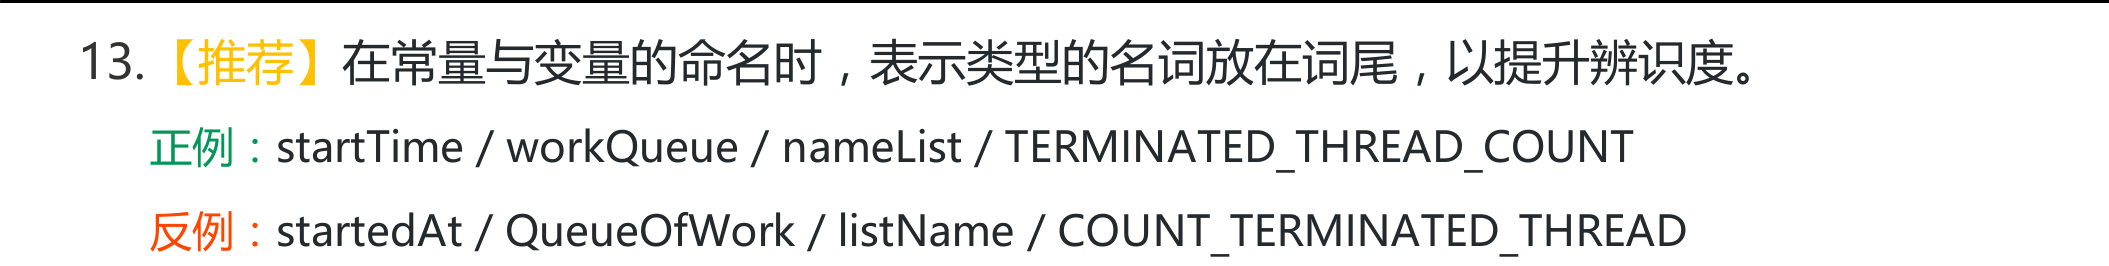 13.【推荐】在常量与变量的命名时，表示类型的名词放在词尾，以提升辨识度。
正例：startTime / workQueue / nameList / TERMINATED_THREAD_COUNT
反例：startedAt / QueueOfWork / listName / COUNT_TERMINATED_THREAD